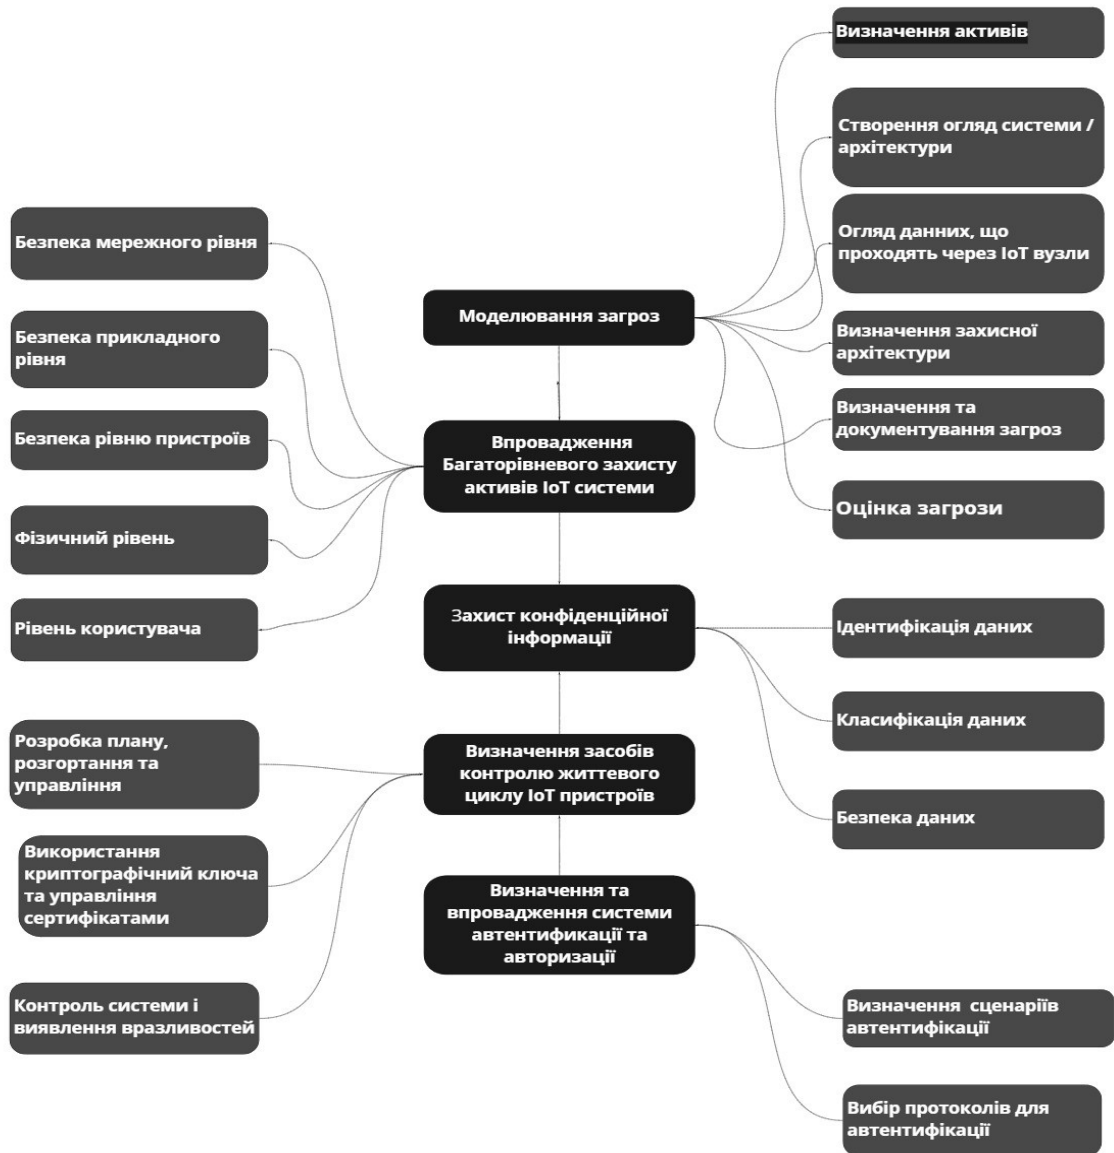 Визначення активів
Створення огляд системи /
архітектури
Огляд данних, що
проходять через IoT вузли
Безпека мережного рівня
Моделювання загроз
Визначення захисної
архітектури
Безпека прикладного
рівня
Визначення та
документування загроз
Безпека рівню пристроїв
Впровадження
Багаторівневого захисту
активів IoT системи
Оцінка загрози
Фізичний рівень
Рівень користувача
Захист конфіденційної
інформації
Ідентифікація даних
Класифікація даних
Розробка плану,
розгортання та
управління
Визначення засобів
контролю життевого
циклу IoT пристроїв
Безпека даних
Використання
криптографічний ключа
та управління
сертифікатами
Визначення та
впровадження системи
автентификації та
авторизації
Контроль системи і
виявлення вразливостей
Визначення сценаріїв
автентифікації
Вибір протоколів для
автентифікації